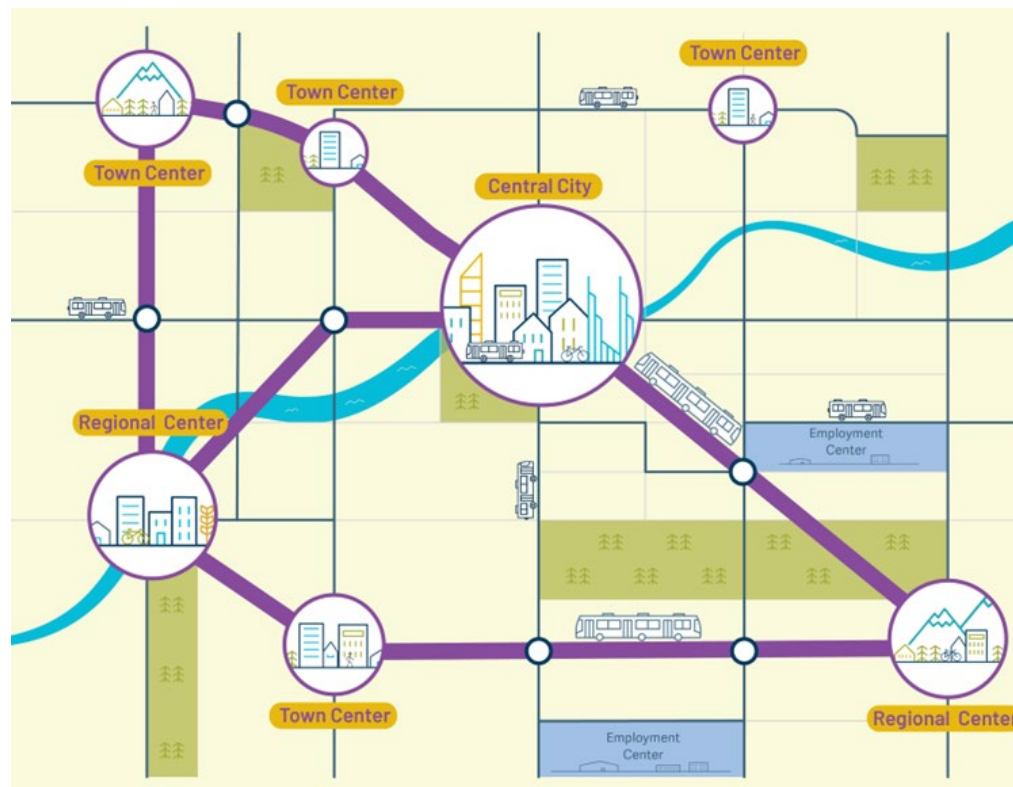 Town Center
Town Center
Town Center
Central City
Regional Center
Employment
Center
Town Center
Regional Center
Employment
Center